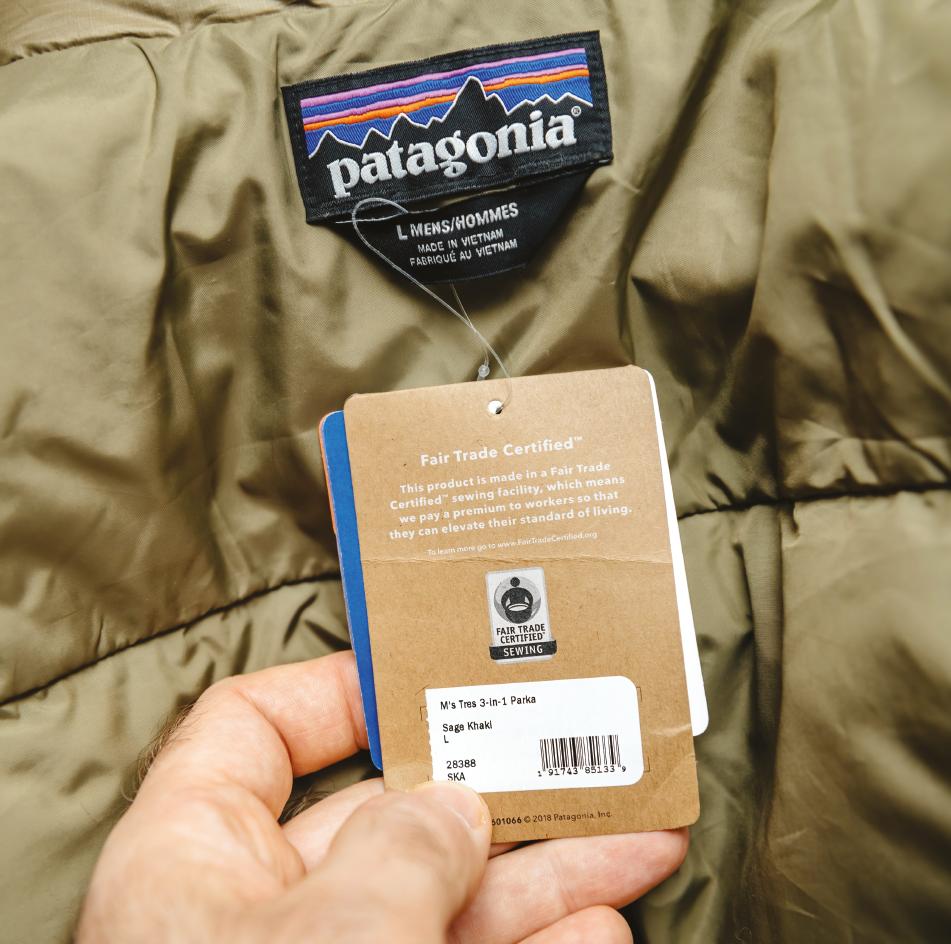 patagonia®
L MENS/HOMMES
MADE IN VIETNAM
FABRIQUÉ AU VIETNAM
Fair Trade Certified™
This product is made in a Fair Trade
Certified™ sewing facility, which means
we pay a premium to workers so that
they can elevate their standard of living.
To learn more go to www.FairTradeCertified.org
FAIR TRADE
CERTIFIED™
SEWING
M's Tres 3-in-1 Parka
Sage Khaki
L
28388
SKA
1 91743 85133 9
601066 © 2018 Patagonia, Inc.